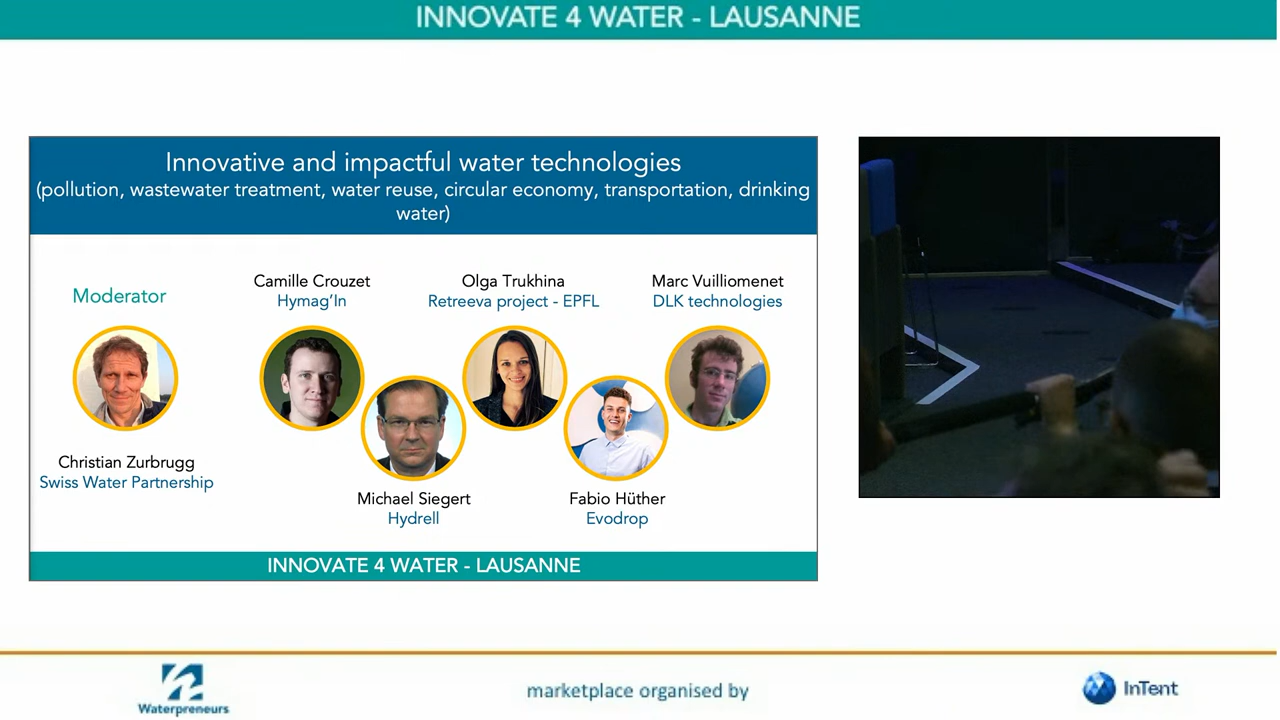 INNOVATE 4 WATER - LAUSANNE
Innovative and impactful water technologies
(pollution, wastewater treatment, water reuse, circular economy, transportation, drinking
water)
Moderator
Christian Zurbrugg
Swiss Water Partnership
Camille Crouzet
Hymag'In
Michael Siegert
Hydrell
Olga Trukhina
Retreeva project - EPFL
Fabio Hüther
Evodrop
Marc Vuilliomenet
DLK technologies
INNOVATE 4 WATER - LAUSANNE
Waterpreneurs
marketplace organised by
InTent